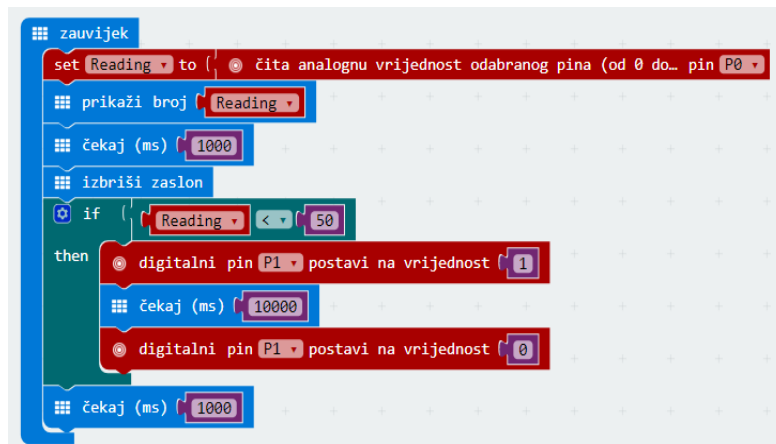 zauvijek
set Reading to čita analognu vrijednost odabranog pina (od 0 do… pin P0
prikaži broj Reading
čekaj (ms) 1000
izbriši zaslon
if Reading < 50
then digitalni pin P1 postavi na vrijednost 1
čekaj (ms) 10000
digitalni pin P1 postavi na vrijednost 0
čekaj (ms) 1000